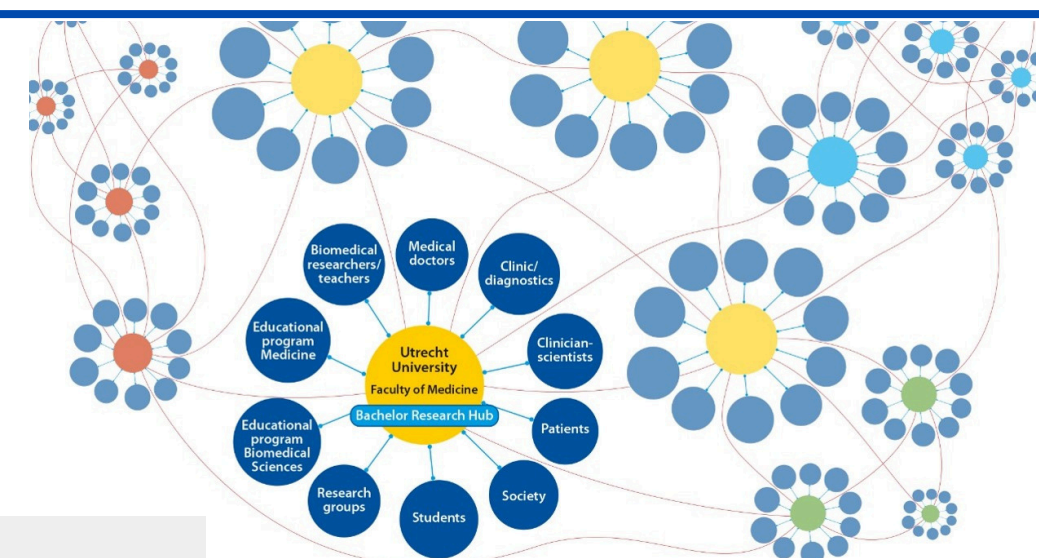 Biomedical
researchers/
teachers
Medical
doctors
Clinic/
diagnostics
Educational
program
Medicine
Utrecht
University
Faculty of Medicine
Bachelor Research Hub
Clinician-
scientists
Educational
program
Biomedical
Sciences
Patients
Research
groups
Students
Society